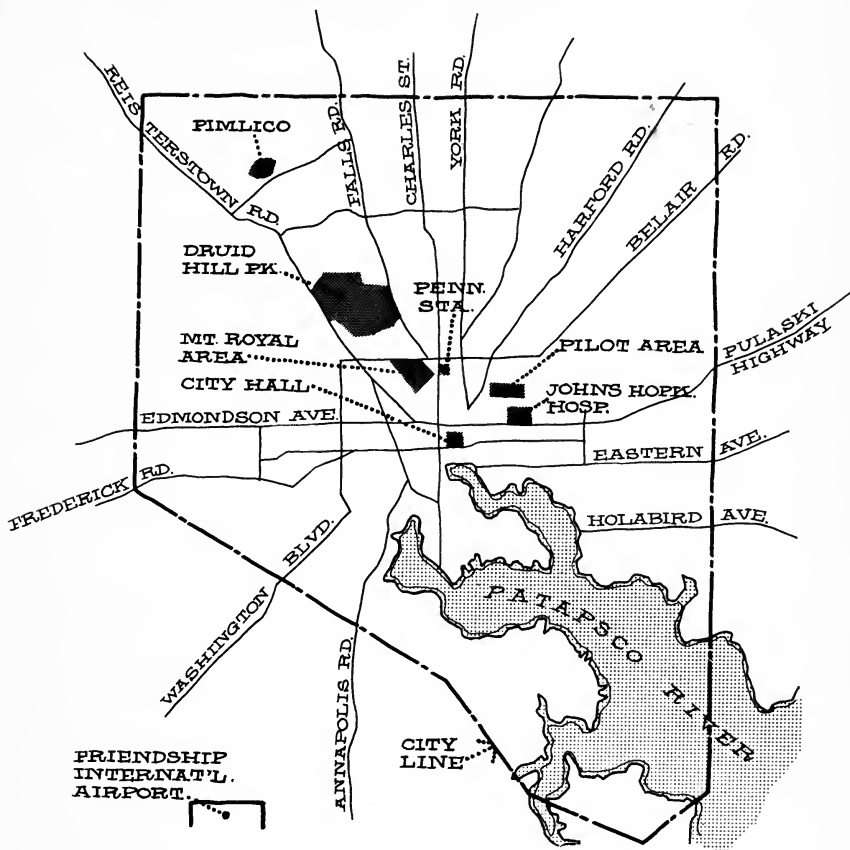 REISTERSTOWN RD.
PIMLICO
FALLS RD.
CHARLES ST.
YORK RD.
HARFORD RD.
BELAIR RD.
DRUID
HILL PK.
PENN.
STA.
MT. ROYAL
AREA
CITY HALL
PILOT AREA
PULASKI
HIGHWAY
JOHNS HOPK.
HOSP.
EDMONDSON AVE.
EASTERN AVE.
FREDERICK RD.
HOLABIRD AVE.
WASHINGTON BLVD.
PATAPSCO RIVER
ANNAPOLIS RD.
CITY
LINE
FRIENDSHIP
INTERNAT'L.
AIRPORT